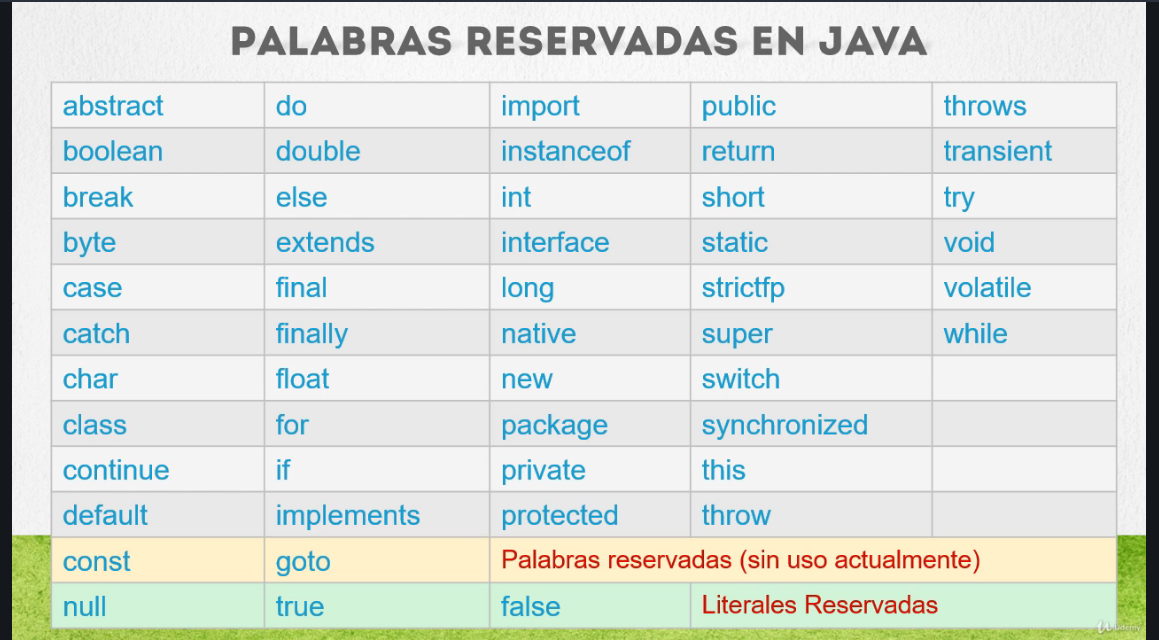 PALABRAS RESERVADAS EN JAVA
abstract do import public throws
boolean double instanceof return transient
break else int short try
byte extends interface static void
case final long strictfp volatile
catch finally native super while
char float new switch
class for package synchronized
continue if private this
default implements protected throw
const goto Palabras reservadas (sin uso actualmente)
null true false Literales Reservadas
Udemy